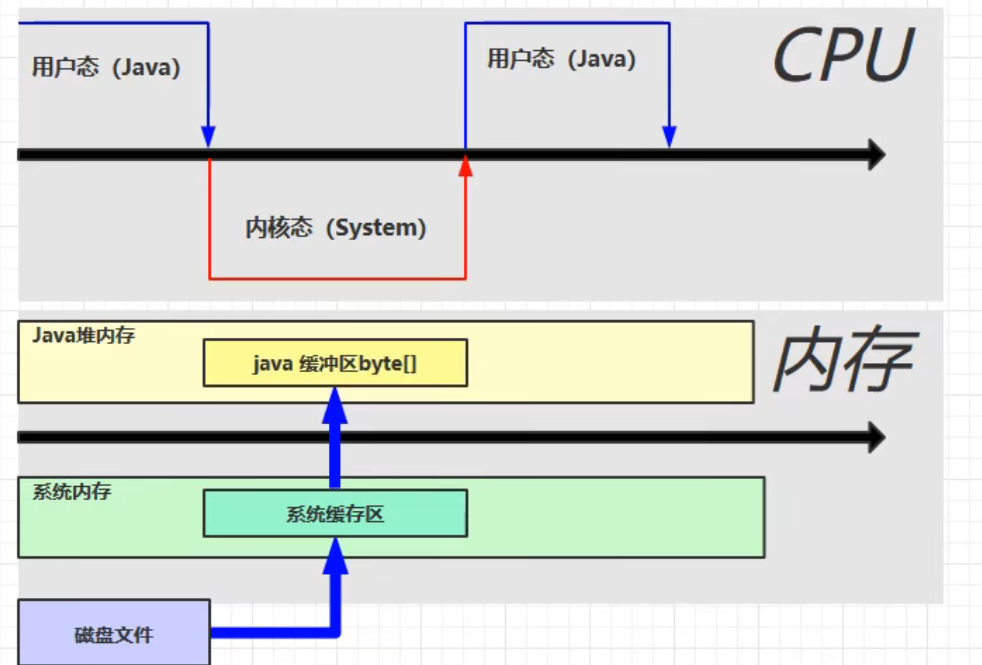 CPU
用户态（Java）
用户态（Java）
内核态（System）
内存
Java堆内存
java 缓冲区byte[]
系统内存
系统缓存区
磁盘文件